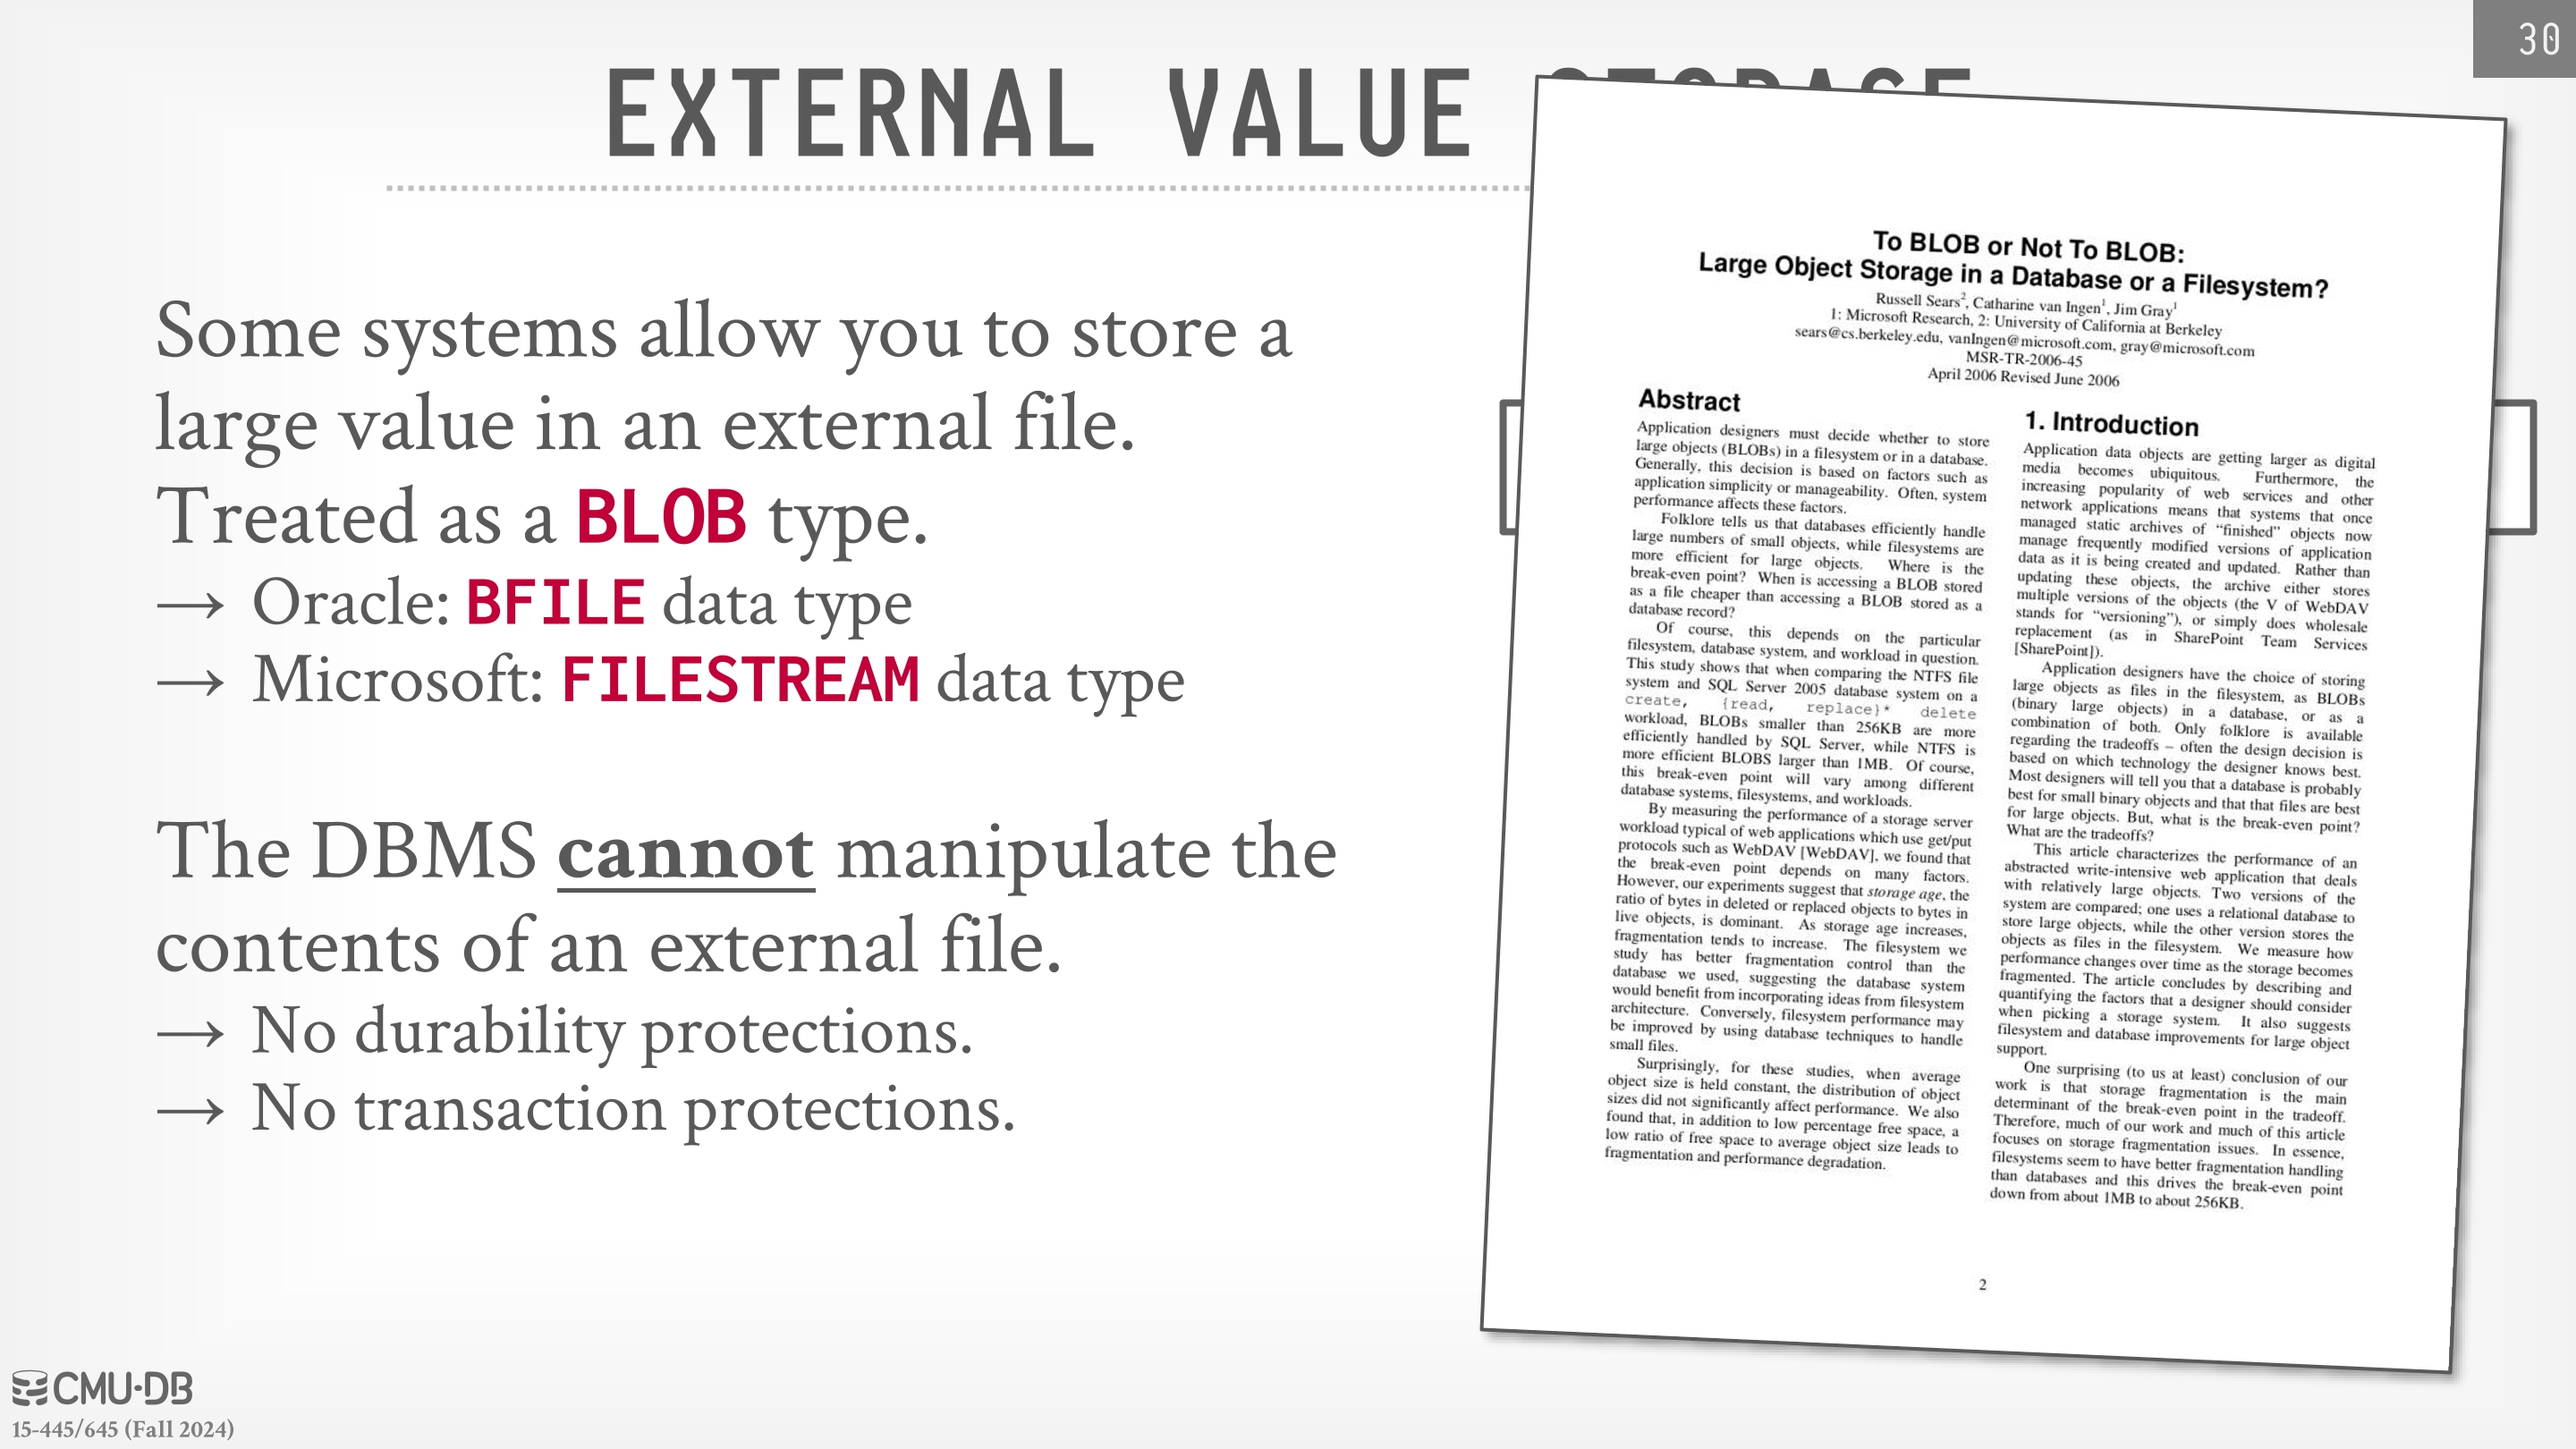 30
EXTERNAL VALUE STORAGE
Some systems allow you to store a
large value in an external file.
Treated as a BLOB type.
→ Oracle: BFILE data type
→ Microsoft: FILESTREAM data type
The DBMS cannot manipulate the
contents of an external file.
→ No durability protections.
→ No transaction protections.
To BLOB or Not To BLOB:
Large Object Storage in a Database or a Filesystem?
Russell Sears², Catharine van Ingen¹, Jim Gray¹
1: Microsoft Research, 2: University of California at Berkeley
sears@cs.berkeley.edu, vanIngen@microsoft.com, gray@microsoft.com
MSR-TR-2006-45
April 2006 Revised June 2006
Abstract
Application designers must decide whether to store
large objects (BLOBs) in a filesystem or in a database.
Generally, this decision is based on factors such as
application simplicity or manageability. Often, system
performance affects these factors.
Folklore tells us that databases efficiently handle
large numbers of small objects, while filesystems are
more efficient for large objects. Where is the
break-even point? When is accessing a BLOB stored
as a file cheaper than accessing a BLOB stored as a
database record?
Of course, this depends on the particular
filesystem, database system, and workload in question.
This study shows that when comparing the NTFS file
system and SQL Server 2005 database system on a
create, {read, replace}* delete
workload, BLOBs smaller than 256KB are more
efficiently handled by SQL Server, while NTFS is
more efficient BLOBS larger than 1MB. Of course,
this break-even point will vary among different
database systems, filesystems, and workloads.
By measuring the performance of a storage server
workload typical of web applications which use get/put
protocols such as WebDAV [WebDAV], we found that
the break-even point depends on many factors.
However, our experiments suggest that storage age, the
ratio of bytes in deleted or replaced objects to bytes in
live objects, is dominant. As storage age increases,
fragmentation tends to increase. The filesystem we
study has better fragmentation control than the
database we used, suggesting the database system
would benefit from incorporating ideas from filesystem
architecture. Conversely, filesystem performance may
be improved by using database techniques to handle
small files.
Surprisingly, for these studies, when average
object size is held constant, the distribution of object
sizes did not significantly affect performance. We also
found that, in addition to low percentage free space, a
low ratio of free space to average object size leads to
fragmentation and performance degradation.
1. Introduction
Application data objects are getting larger as digital
media becomes ubiquitous. Furthermore, the
increasing popularity of web services and other
network applications means that systems that once
managed static archives of “finished” objects now
manage frequently modified versions of application
data as it is being created and updated. Rather than
updating these objects, the archive either stores
multiple versions of the objects (the V of WebDAV
stands for “versioning”), or simply does wholesale
replacement (as in SharePoint Team Services
[SharePoint]).
Application designers have the choice of storing
large objects as files in the filesystem, as BLOBs
(binary large objects) in a database, or as a
combination of both. Only folklore is available
regarding the tradeoffs – often the design decision is
based on which technology the designer knows best.
Most designers will tell you that a database is probably
best for small binary objects and that that files are best
for large objects. But, what is the break-even point?
What are the tradeoffs?
This article characterizes the performance of an
abstracted write-intensive web application that deals
with relatively large objects. Two versions of the
system are compared; one uses a relational database to
store large objects, while the other version stores the
objects as files in the filesystem. We measure how
performance changes over time as the storage becomes
fragmented. The article concludes by describing and
quantifying the factors that a designer should consider
when picking a storage system. It also suggests
filesystem and database improvements for large object
support.
One surprising (to us at least) conclusion of our
work is that storage fragmentation is the main
determinant of the break-even point in the tradeoff.
Therefore, much of our work and much of this article
focuses on storage fragmentation issues. In essence,
filesystems seem to have better fragmentation handling
than databases and this drives the break-even point
down from about 1MB to about 256KB.
2
CMU·DB
15-445/645 (Fall 2024)